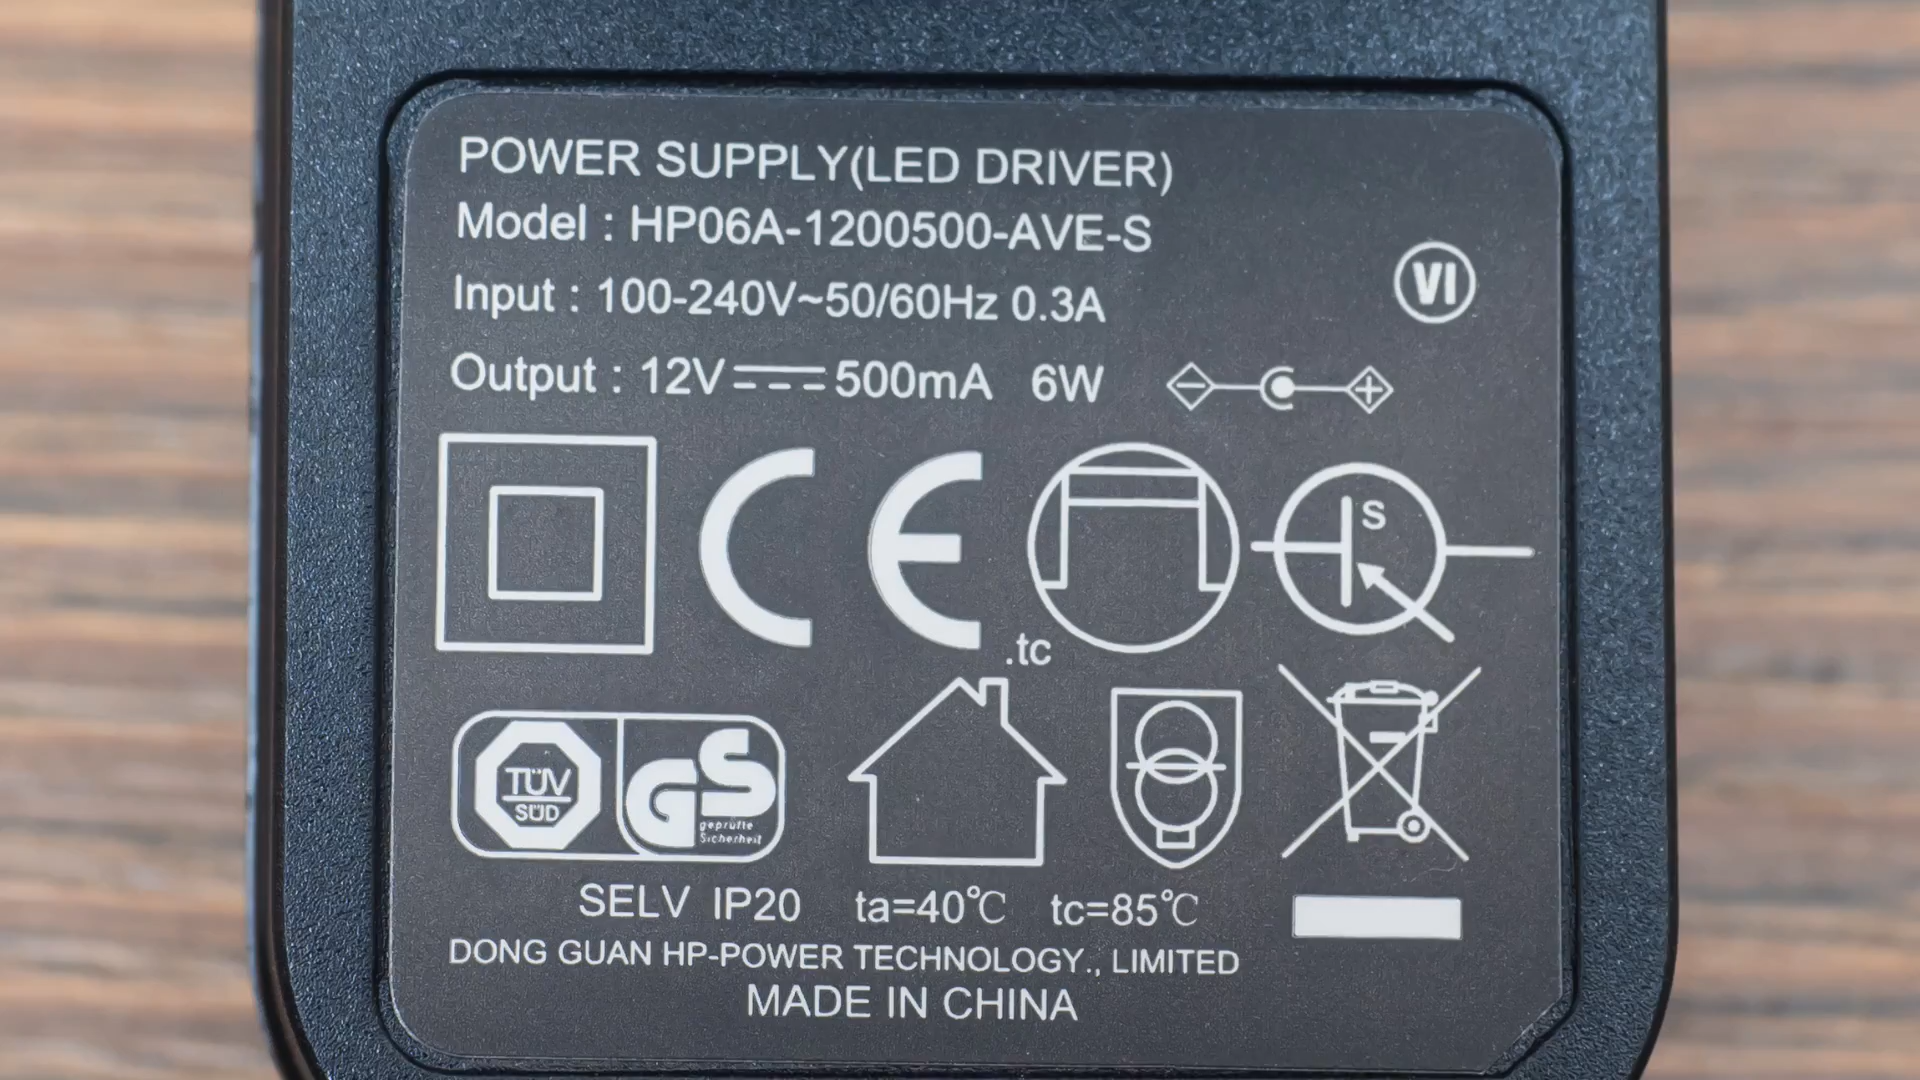 POWER SUPPLY(LED DRIVER)
Model : HP06A-1200500-AVE-S
VI
Input : 100-240V~50/60Hz 0.3A
Output : 12V⎓500mA 6W
S
CE
.tc
TÜV
SÜD
GS
geprüfte
Sicherheit
SELV IP20 ta=40℃ tc=85℃
DONG GUAN HP-POWER TECHNOLOGY., LIMITED
MADE IN CHINA